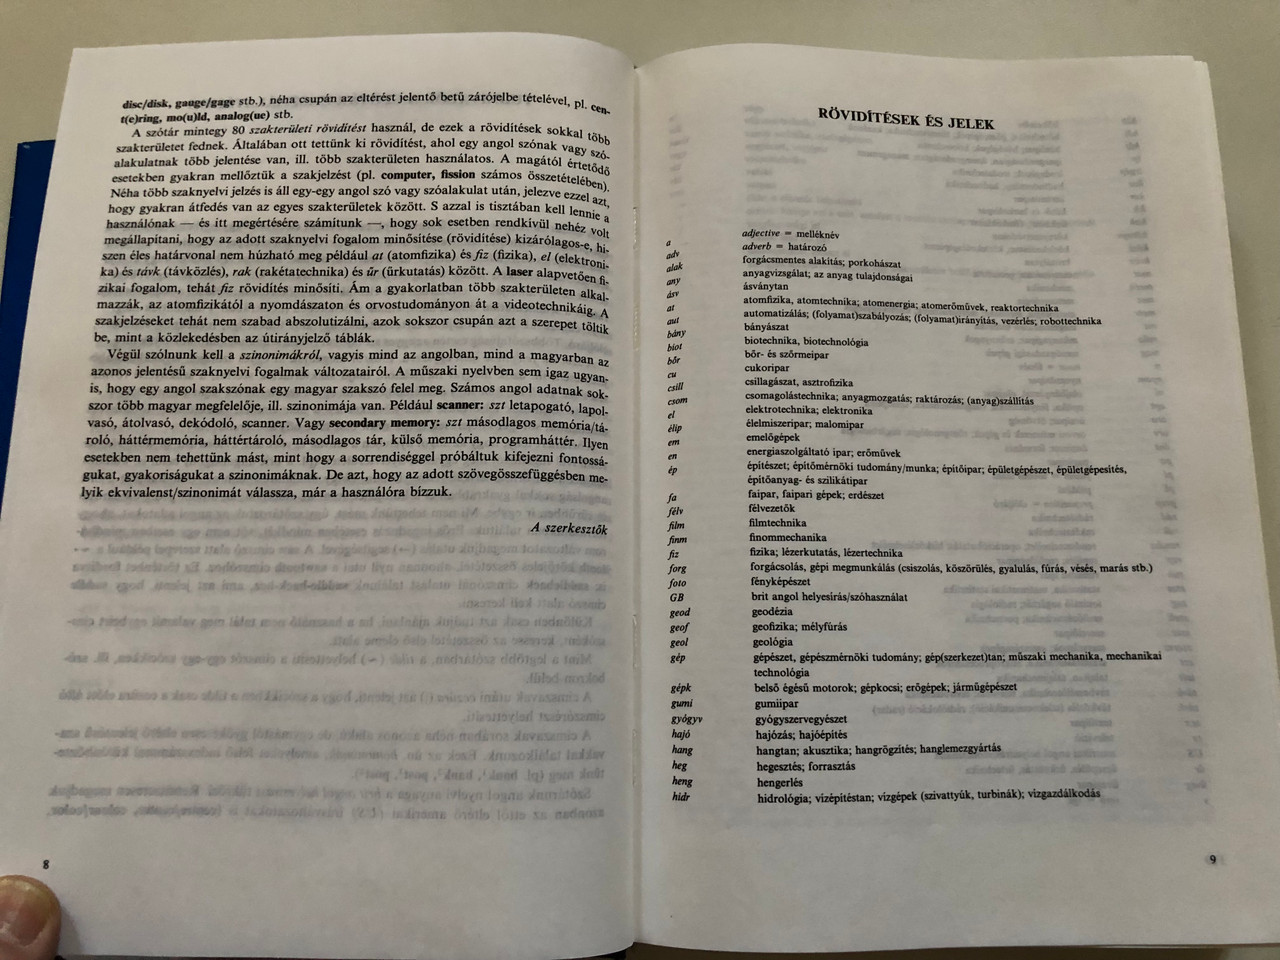 disc/disk, gauge/gage stb.), néha csupán az eltérést jelentő betű zárójelbe tételével, pl. cen-
t(e)ring, mo(u)ld, analog(ue) stb.
A szótár mintegy 80 szakterületi rövidítést használ, de ezek a rövidítések sokkal több
szakterületet fednek. Általában ott tettünk ki rövidítést, ahol egy angol szónak vagy szó-
alakulatnak több jelentése van, ill. több szakterületen használatos. A magától értetődő
esetekben gyakran mellőztük a szakjelzést (pl. computer, fission számos összetételében).
Néha több szaknyelvi jelzés is áll egy-egy angol szó vagy szóalakulat után, jelezve ezzel azt,
hogy gyakran átfedés van az egyes szakterületek között. S azzal is tisztában kell lennie a
használónak — és itt megértésére számítunk —, hogy sok esetben rendkívül nehéz volt
megállapítani, hogy az adott szaknyelvi fogalom minősítése (rövidítése) kizárólagos-e, hi-
szen éles határvonal nem húzható meg például at (atomfizika) és fiz (fizika), el (elektroni-
ka) és távk (távközlés), rak (rakétatechnika) és űr (űrkutatás) között. A laser alapvetően fi-
zikai fogalom, tehát fiz rövidítés minősíti. Ám a gyakorlatban több szakterületen alkal-
mazzák, az atomfizikától a nyomdászaton és orvostudományon át a videotechnikáig. A
szakjelzéseket tehát nem szabad abszolutizálni, azok sokszor csupán azt a szerepet töltik
be, mint a közlekedésben az útirányjelző táblák.
Végül szólnunk kell a szinonimákról, vagyis mind az angolban, mind a magyarban az
azonos jelentésű szaknyelvi fogalmak változatairól. A műszaki nyelvben sem igaz ugyan-
is, hogy egy angol szakszónak egy magyar szakszó felel meg. Számos angol adatnak sok-
szor több magyar megfelelője, ill. szinonimája van. Például scanner: szt letapogató, lapol-
vasó, átolvasó, dekódoló, scanner. Vagy secondary memory: szt másodlagos memória/tá-
roló, háttérmemória, háttértároló, másodlagos tár, külső memória, programháttér. Ilyen
esetekben nem tehettünk mást, mint hogy a sorrendiséggel próbáltuk kifejezni fontossá-
gukat, gyakoriságukat a szinonimáknak. De azt, hogy az adott szövegösszefüggésben me-
lyik ekvivalenst/szinonimát válassza, már a használóra bízzuk.
A szerkesztők
8
RÖVIDÍTÉSEK ÉS JELEK
a adjective = melléknév
adv adverb = határozó
alak forgácsmentes alakítás; porkohászat
any anyagvizsgálat; az anyag tulajdonságai
ásv ásványtan
at atomfizika, atomtechnika; atomenergia; atomerőművek, reaktortechnika
aut automatizálás; (folyamat)szabályozás; (folyamat)irányítás, vezérlés; robottechnika
bány bányászat
biot biotechnika, biotechnológia
bőr bőr- és szőrmeipar
cu cukoripar
csill csillagászat, asztrofizika
csom csomagolástechnika; anyagmozgatás; raktározás; (anyag)szállítás
el elektrotechnika; elektronika
élip élelmiszeripar; malomipar
em emelőgépek
en energiaszolgáltató ipar; erőművek
ép építészet; építőmérnöki tudomány/munka; építőipar; épületgépészet, épületgépesítés,
építőanyag- és szilikátipar
fa faipar, faipari gépek; erdészet
félv félvezetők
film filmtechnika
finm finommechanika
fiz fizika; lézerkutatás, lézertechnika
forg forgácsolás, gépi megmunkálás (csiszolás, köszörülés, gyalulás, fúrás, vésés, marás stb.)
foto fényképészet
GB brit angol helyesírás/szóhasználat
geod geodézia
geof geofizika; mélyfúrás
geol geológia
gép gépészet, gépészmérnöki tudomány; gép(szerkezet)tan; műszaki mechanika, mechanikai
technológia
gépk belső égésű motorok; gépkocsi; erőgépek; járműgépészet
gumi gumiipar
gyógyv gyógyszervegyészet
hajó hajózás; hajóépítés
hang hangtan; akusztika; hangrögzítés; hanglemezgyártás
heg hegesztés; forrasztás
heng hengerlés
hidr hidrológia; vízépítéstan; vízgépek (szivattyúk, turbinák); vízgazdálkodás
9